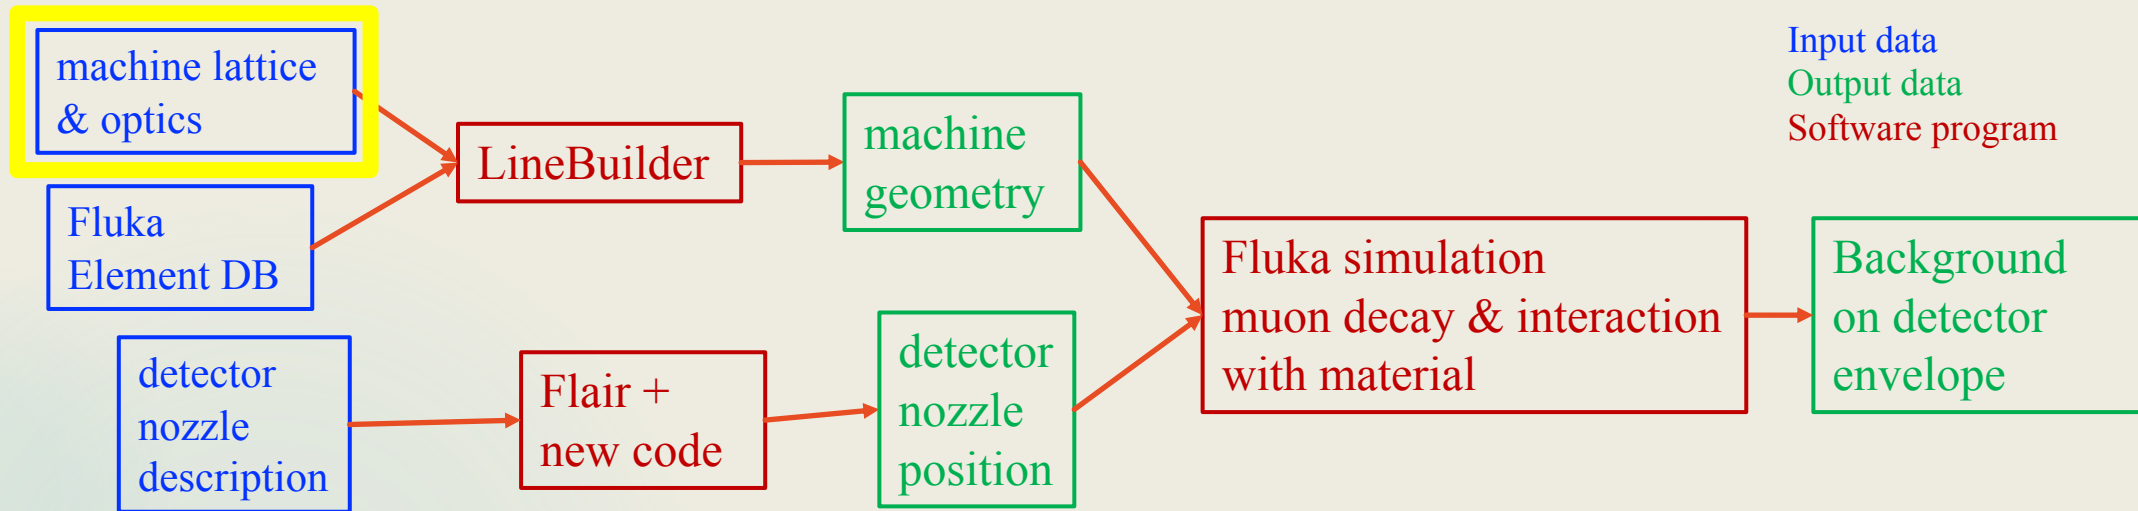 machine lattice
& optics
Fluka
Element DB
detector
nozzle
description
LineBuilder
Flair +
new code
machine
geometry
detector
nozzle
position
Fluka simulation
muon decay & interaction
with material
Background
on detector
envelope
Input data
Output data
Software program